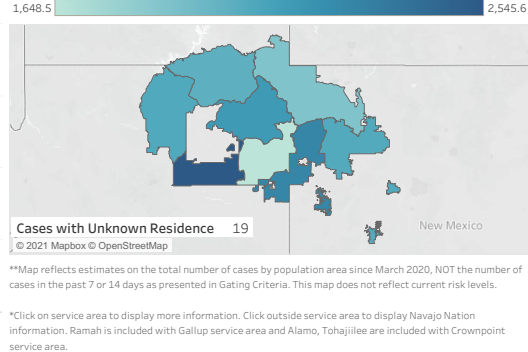 1,648.5 2,545.6
New Mexico
Cases with Unknown Residence 19
© 2021 Mapbox © OpenStreetMap
**Map reflects estimates on the total number of cases by population area since March 2020, NOT the number of
cases in the past 7 or 14 days as presented in Gating Criteria. This map does not reflect current risk levels.
*Click on service area to display more information. Click outside service area to display Navajo Nation
information. Ramah is included with Gallup service area and Alamo, Tohajiilee are included with Crownpoint
service area.